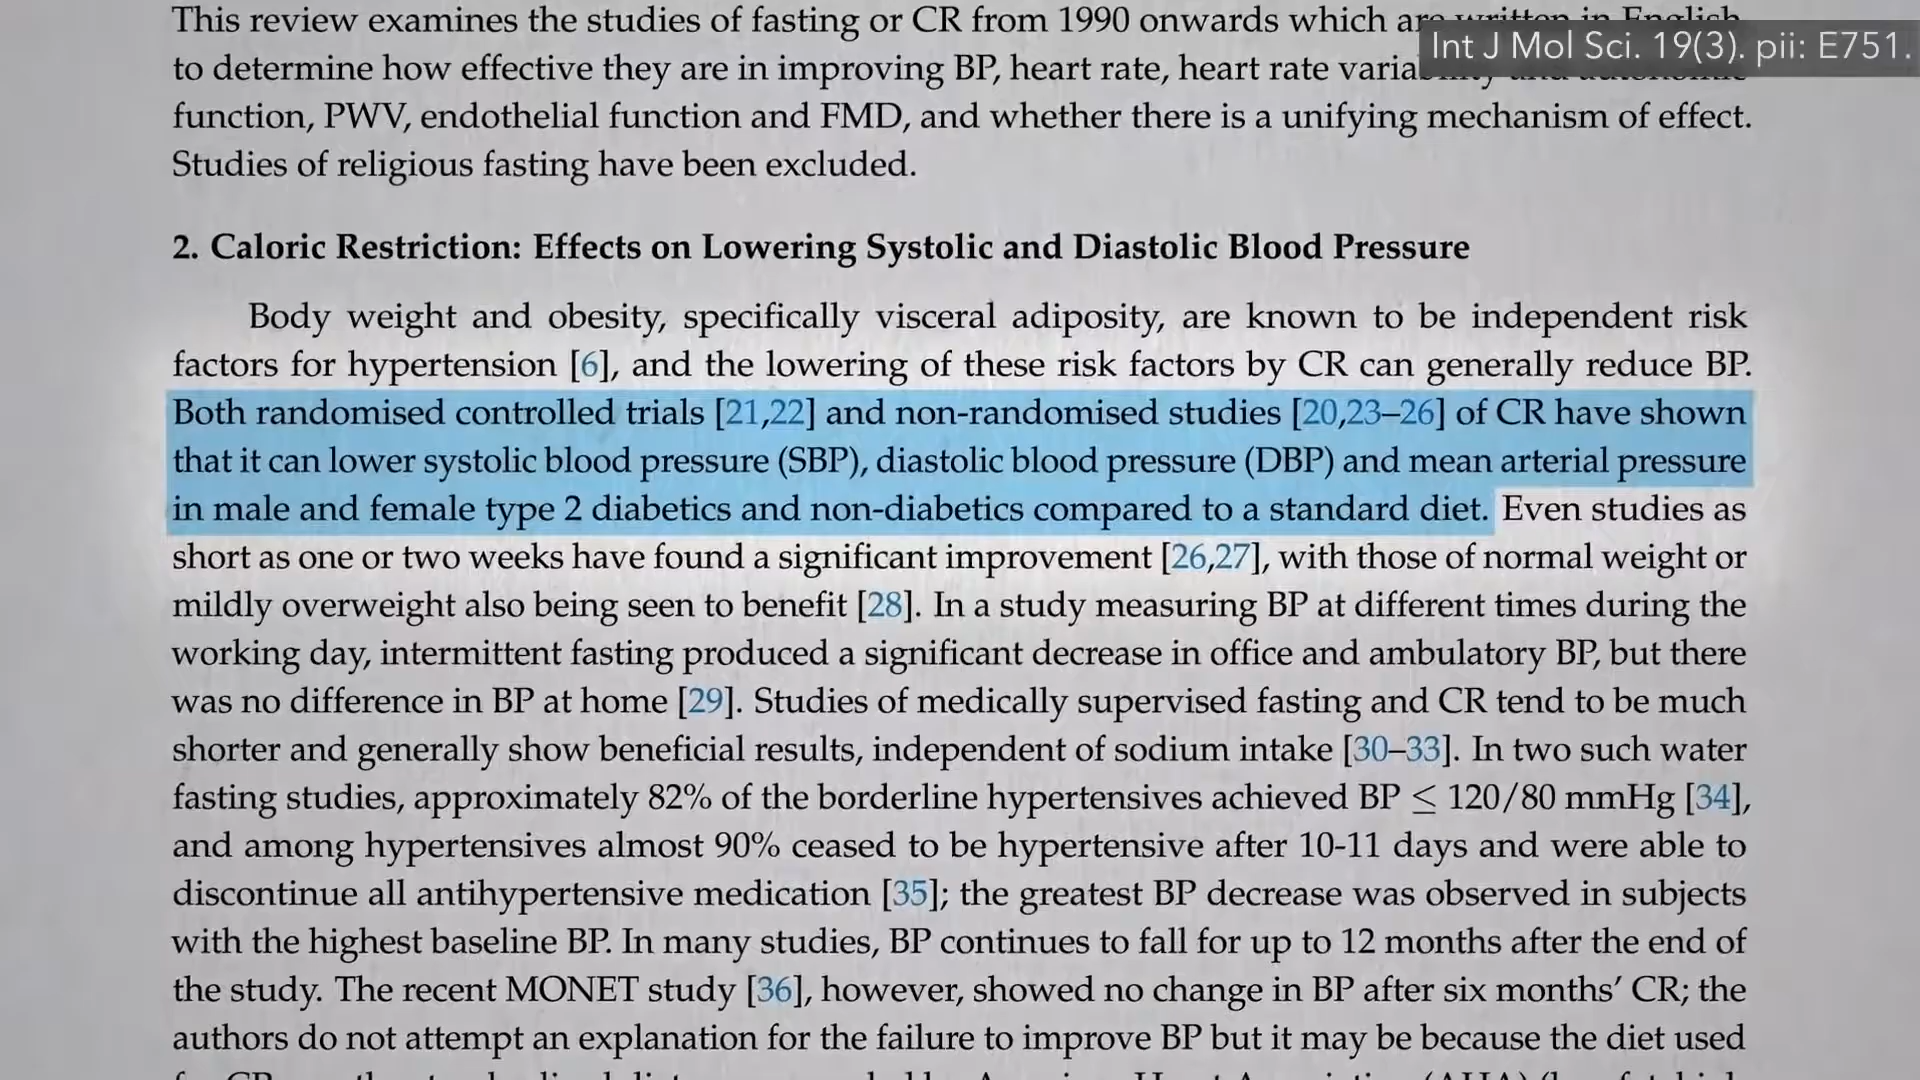 This review examines the studies of fasting or CR from 1990 onwards which are written in English
Int J Mol Sci. 19(3). pii: E751.
to determine how effective they are in improving BP, heart rate, heart rate variability and autonomic
function, PWV, endothelial function and FMD, and whether there is a unifying mechanism of effect.
Studies of religious fasting have been excluded.
2. Caloric Restriction: Effects on Lowering Systolic and Diastolic Blood Pressure
Body weight and obesity, specifically visceral adiposity, are known to be independent risk
factors for hypertension [6], and the lowering of these risk factors by CR can generally reduce BP.
Both randomised controlled trials [21,22] and non-randomised studies [20,23–26] of CR have shown
that it can lower systolic blood pressure (SBP), diastolic blood pressure (DBP) and mean arterial pressure
in male and female type 2 diabetics and non-diabetics compared to a standard diet. Even studies as
short as one or two weeks have found a significant improvement [26,27], with those of normal weight or
mildly overweight also being seen to benefit [28]. In a study measuring BP at different times during the
working day, intermittent fasting produced a significant decrease in office and ambulatory BP, but there
was no difference in BP at home [29]. Studies of medically supervised fasting and CR tend to be much
shorter and generally show beneficial results, independent of sodium intake [30–33]. In two such water
fasting studies, approximately 82% of the borderline hypertensives achieved BP ≤ 120/80 mmHg [34],
and among hypertensives almost 90% ceased to be hypertensive after 10-11 days and were able to
discontinue all antihypertensive medication [35]; the greatest BP decrease was observed in subjects
with the highest baseline BP. In many studies, BP continues to fall for up to 12 months after the end of
the study. The recent MONET study [36], however, showed no change in BP after six months’ CR; the
authors do not attempt an explanation for the failure to improve BP but it may be because the diet used